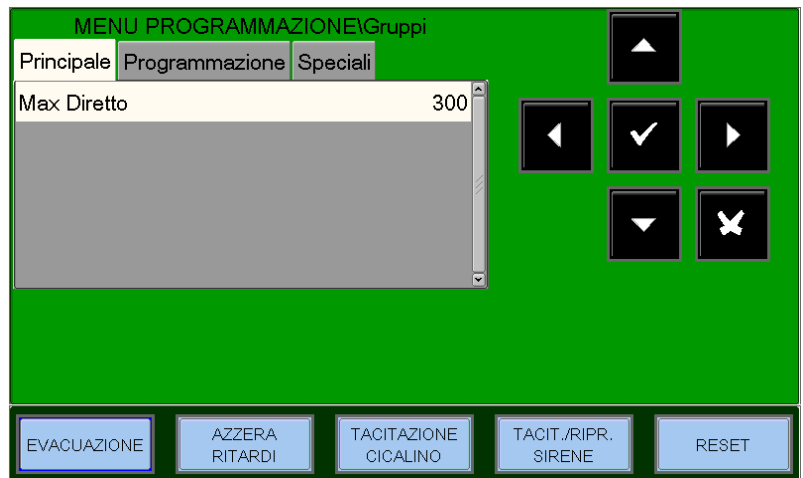 MENU PROGRAMMAZIONE\Gruppi
Principale Programmazione Speciali
Max Diretto 300
EVACUAZIONE
AZZERA
RITARDI
TACITAZIONE
CICALINO
TACIT./RIPR.
SIRENE
RESET